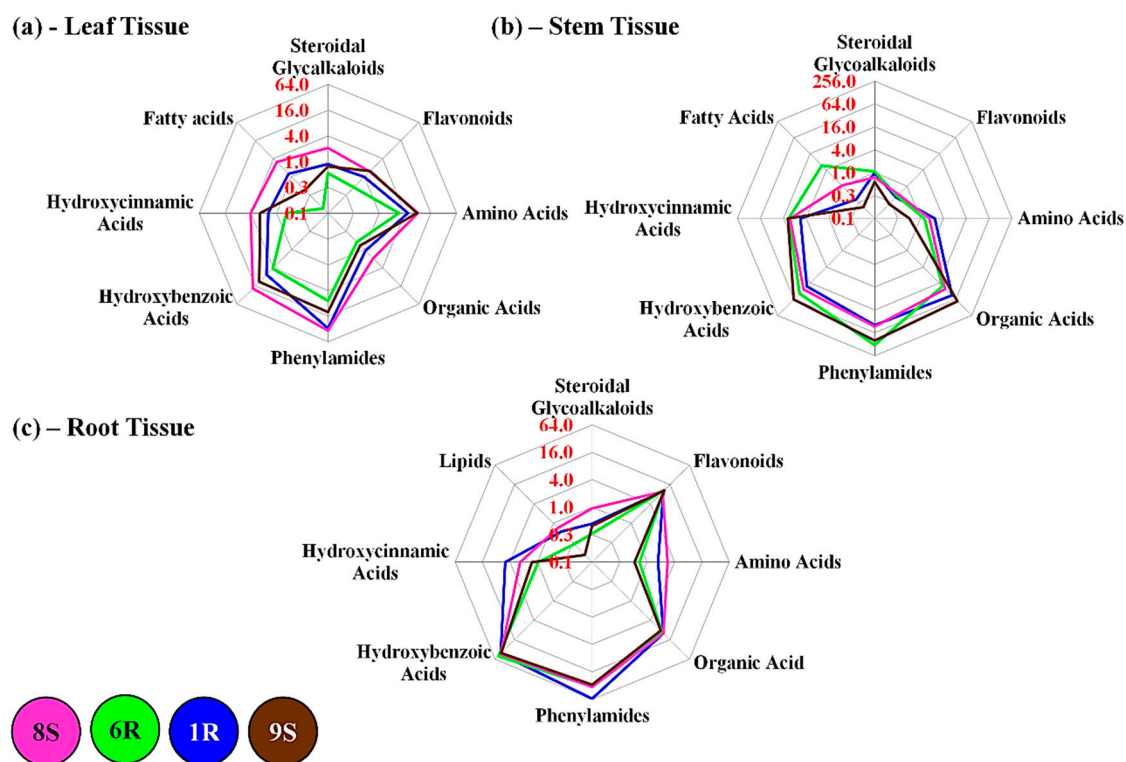 (a) - Leaf Tissue
Steroidal
Glycalkaloids
64.0
16.0
4.0
1.0
0.3
0.1
Flavonoids
Amino Acids
Organic Acids
Phenylamides
Hydroxybenzoic
Acids
Hydroxycinnamic
Acids
Fatty acids
(b) – Stem Tissue
Steroidal
Glycoalkaloids
256.0
64.0
16.0
4.0
1.0
0.3
0.1
Flavonoids
Amino Acids
Organic Acids
Phenylamides
Hydroxybenzoic
Acids
Hydroxycinnamic
Acids
Fatty Acids
(c) – Root Tissue
Steroidal
Glycoalkaloids
64.0
16.0
4.0
1.0
0.3
0.1
Flavonoids
Amino Acids
Organic Acid
Phenylamides
Hydroxybenzoic
Acids
Hydroxycinnamic
Acids
Lipids
8S
6R
1R
9S